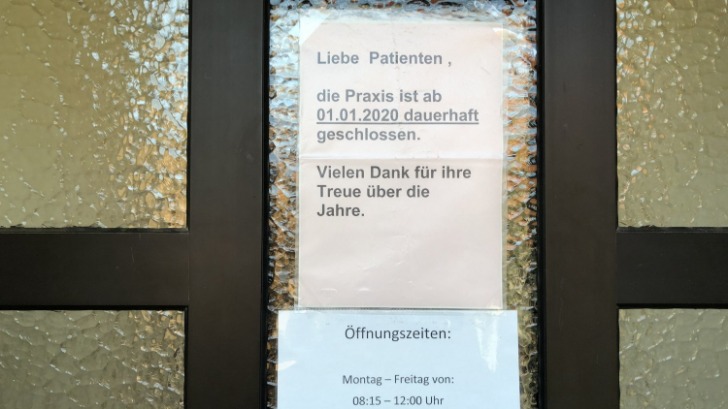 Liebe Patienten ,
die Praxis ist ab
01.01.2020 dauerhaft
geschlossen.
Vielen Dank für ihre
Treue über die
Jahre.
Öffnungszeiten:
Montag – Freitag von:
08:15 – 12:00 Uhr